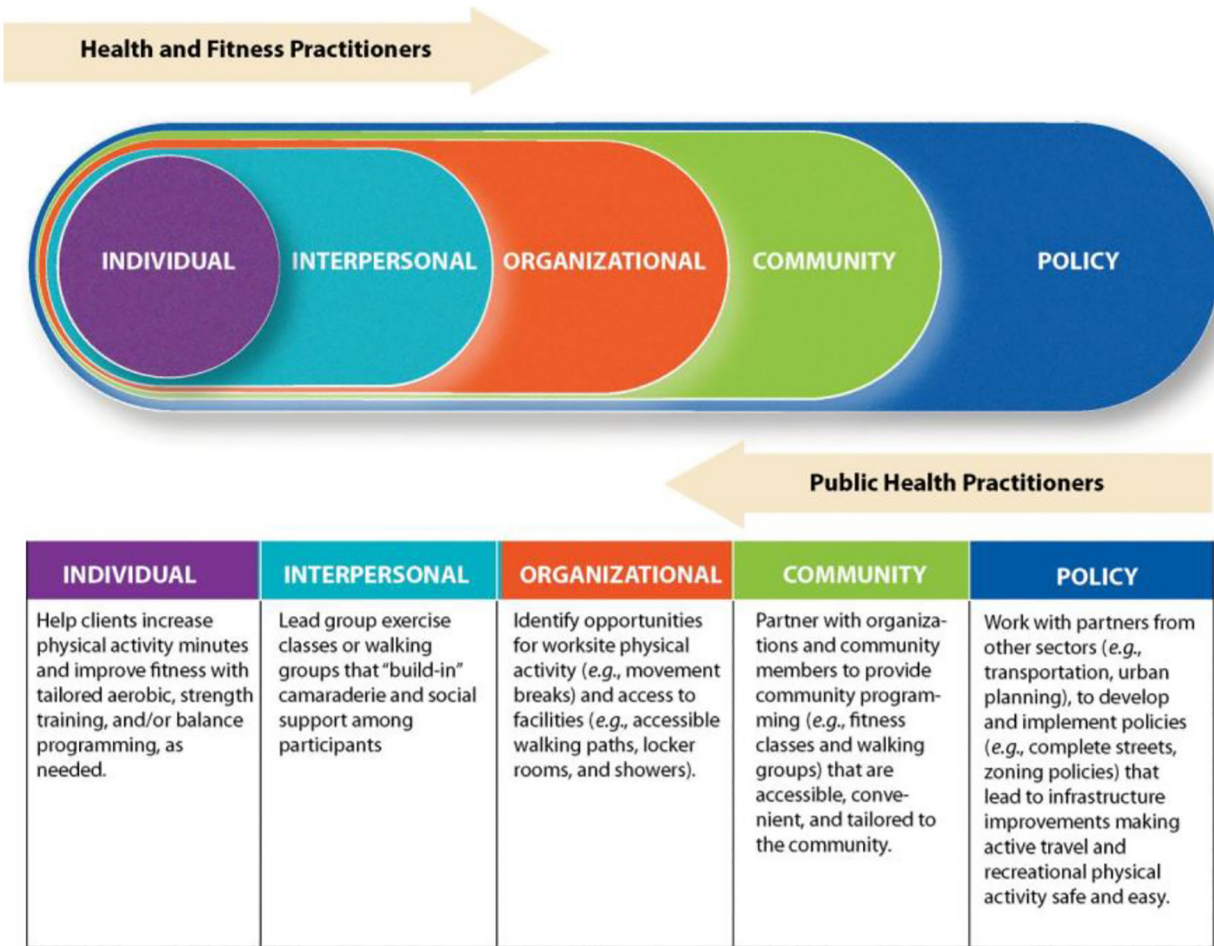 Health and Fitness Practitioners
INDIVIDUAL
INTERPERSONAL
ORGANIZATIONAL
COMMUNITY
POLICY
Public Health Practitioners
INDIVIDUAL
Help clients increase
physical activity minutes
and improve fitness with
tailored aerobic, strength
training, and/or balance
programming, as
needed.
INTERPERSONAL
Lead group exercise
classes or walking
groups that “build-in”
camaraderie and social
support among
participants
ORGANIZATIONAL
Identify opportunities
for worksite physical
activity (e.g., movement
breaks) and access to
facilities (e.g., accessible
walking paths, locker
rooms, and showers).
COMMUNITY
Partner with organiza-
tions and community
members to provide
community program-
ming (e.g., fitness
classes and walking
groups) that are
accessible, conve-
nient, and tailored to
the community.
POLICY
Work with partners from
other sectors (e.g.,
transportation, urban
planning), to develop
and implement policies
(e.g., complete streets,
zoning policies) that
lead to infrastructure
improvements making
active travel and
recreational physical
activity safe and easy.